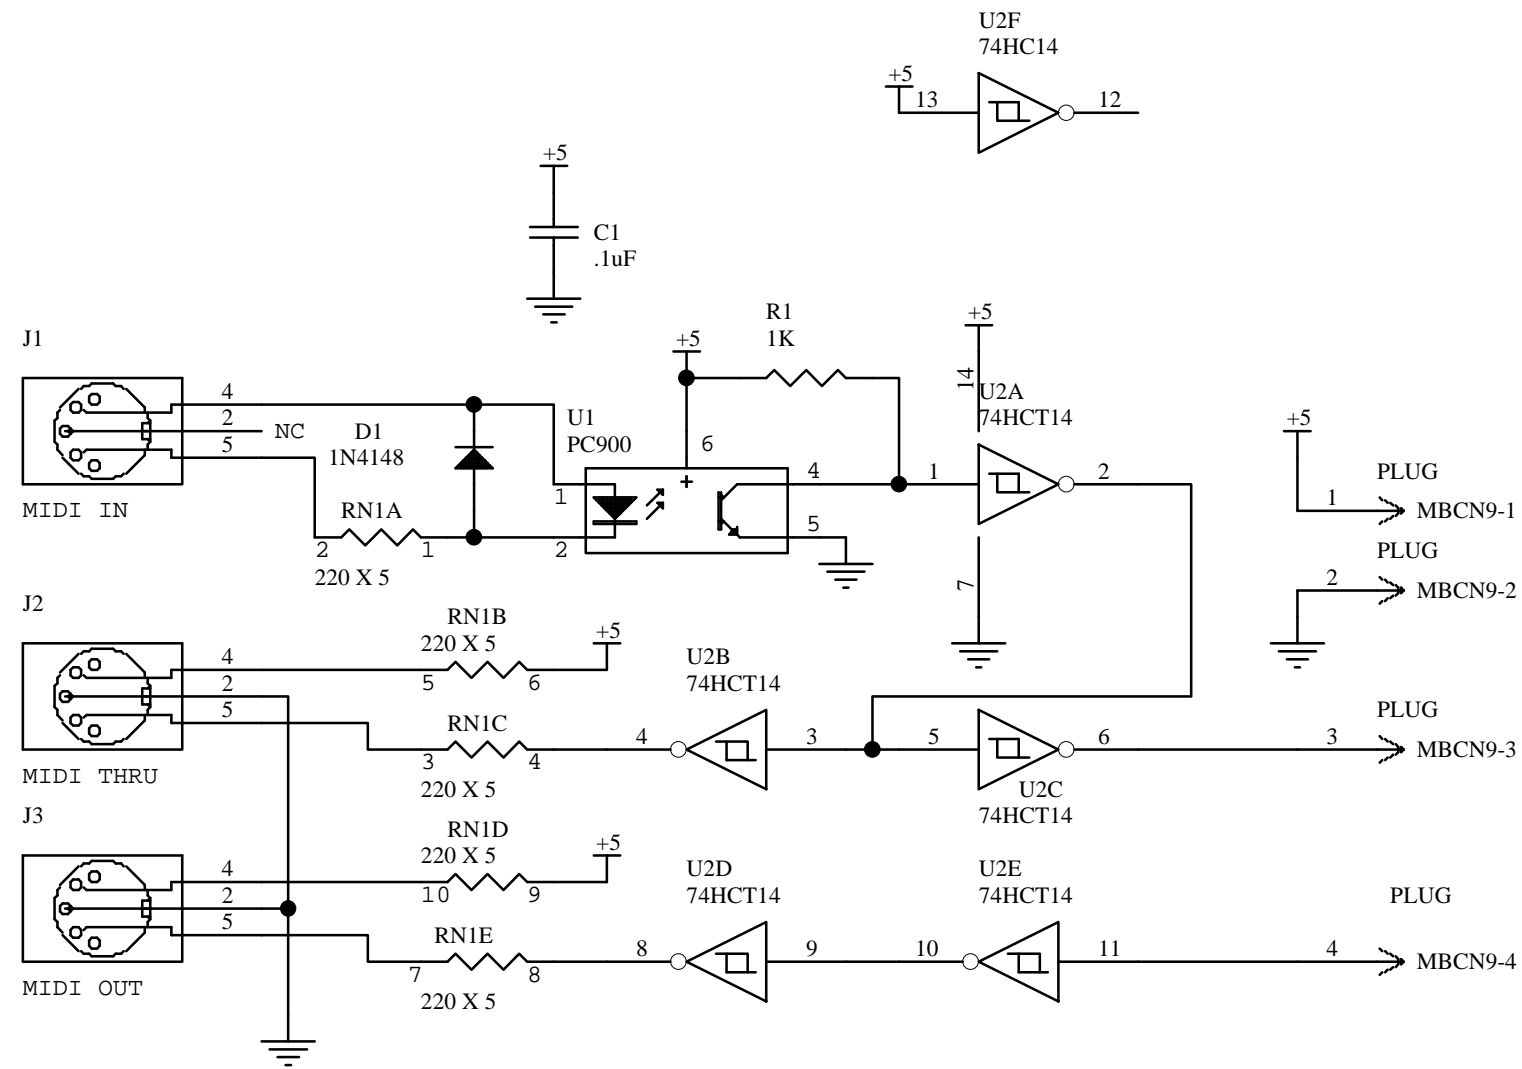 U2F
74HC14
+5
13
12
+5
C1
.1uF
R1
1K
+5
+5
14
U2A
74HCT14
J1
4
2
NC
5
MIDI IN
D1
1N4148
RN1A
2
1
220 X 5
U1
PC900
6
+
1
2
4
5
1
2
7
+5
PLUG
1
MBCN9-1
PLUG
2
MBCN9-2
J2
4
2
5
MIDI THRU
RN1B
220 X 5
5
6
+5
RN1C
3
4
220 X 5
U2B
74HCT14
4
3
5
6
U2C
74HCT14
PLUG
3
MBCN9-3
J3
4
2
5
MIDI OUT
RN1D
220 X 5
10
9
+5
RN1E
7
8
220 X 5
U2D
74HCT14
8
9
U2E
74HCT14
10
11
PLUG
4
MBCN9-4